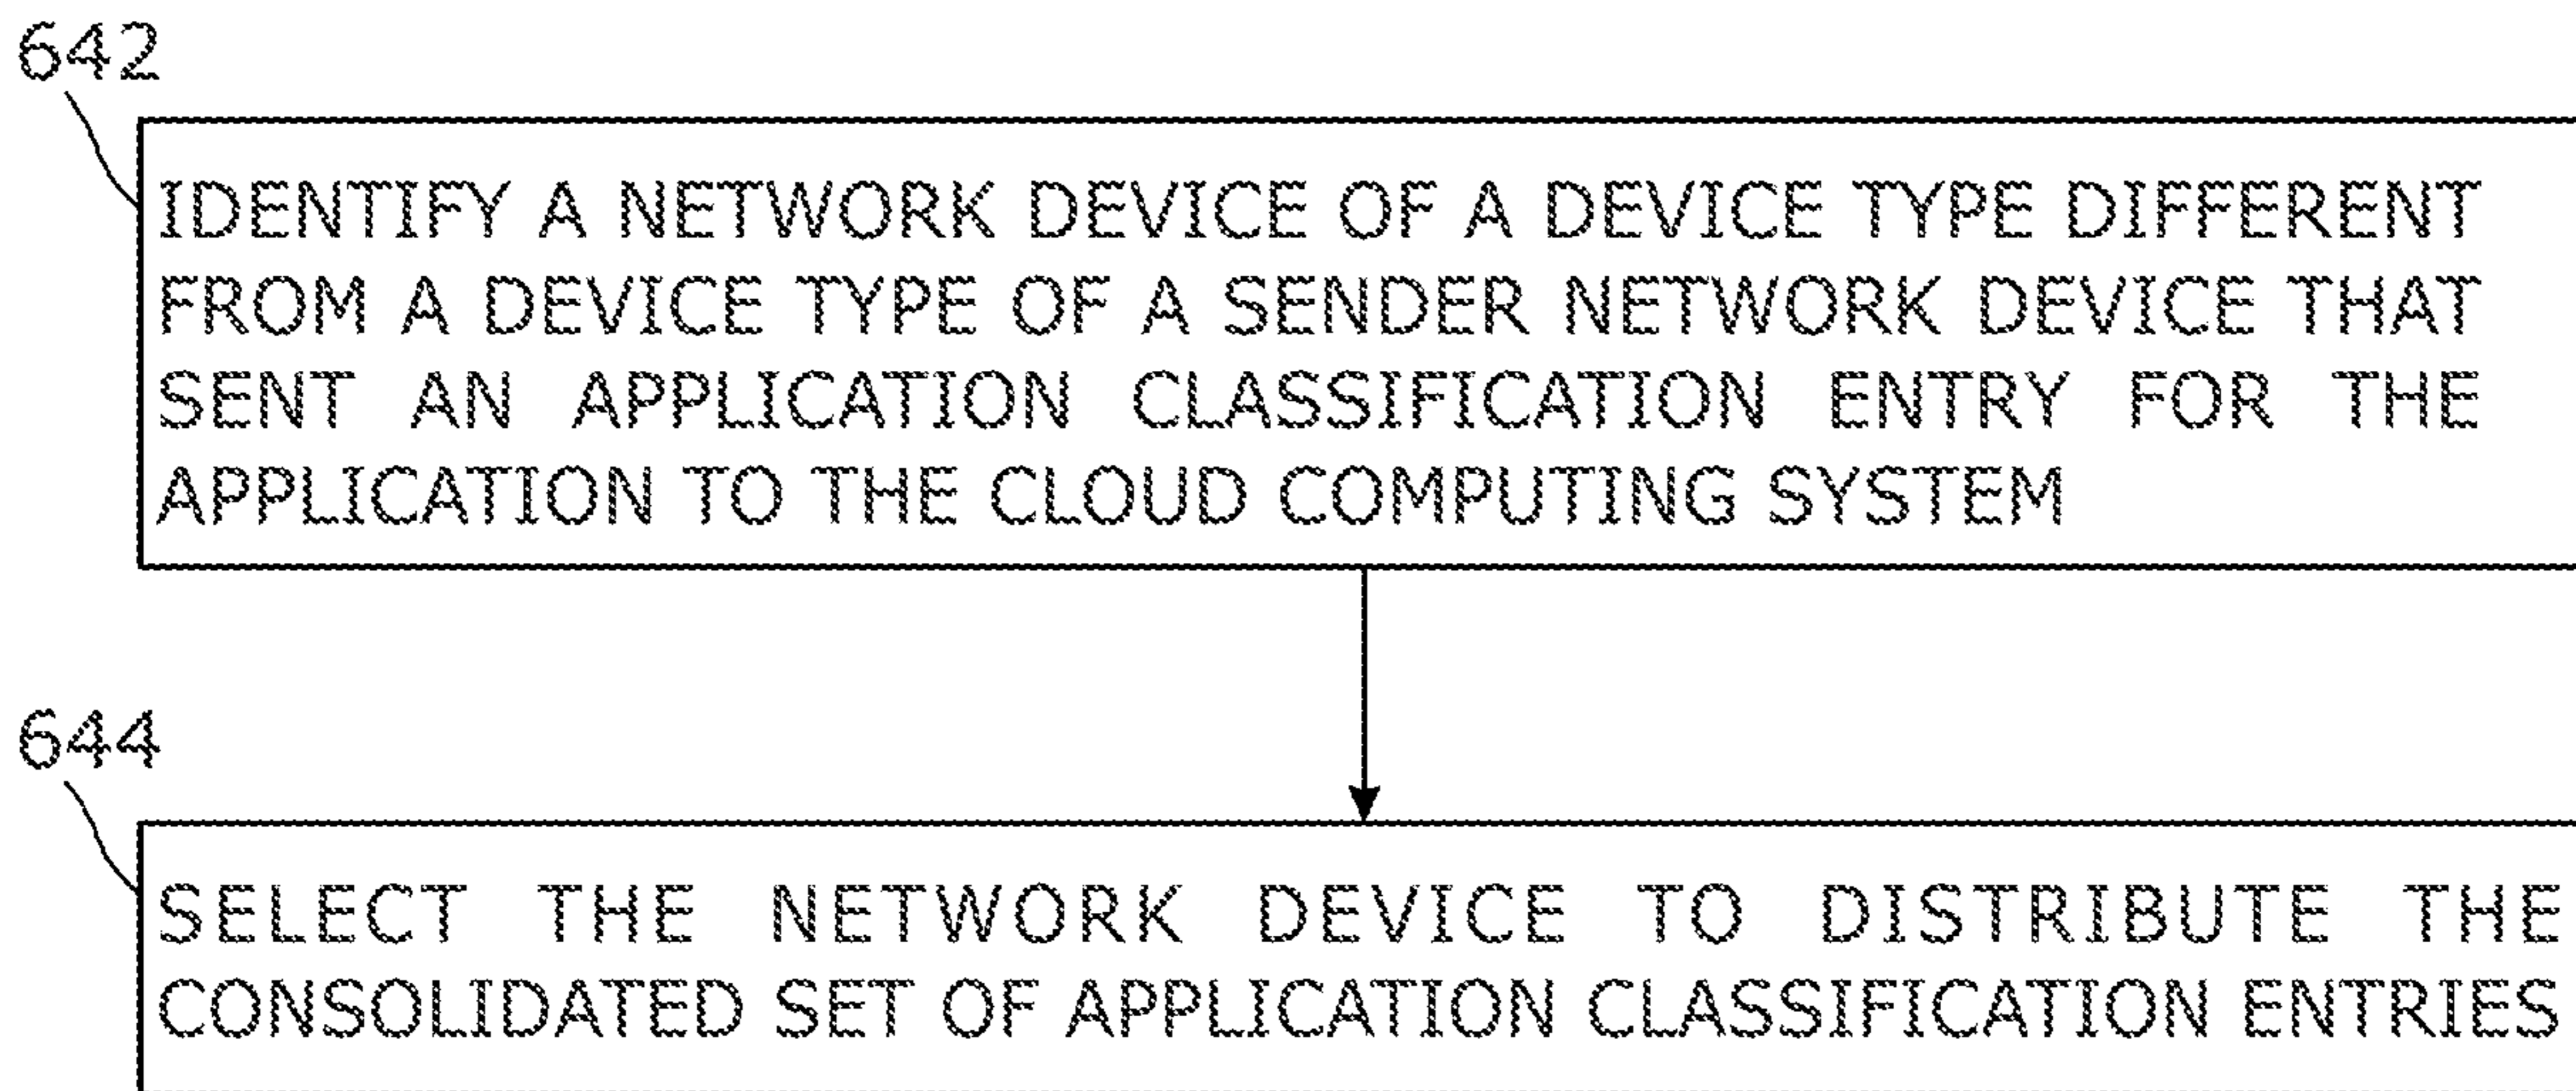 642
IDENTIFY A NETWORK DEVICE OF A DEVICE TYPE DIFFERENT
FROM A DEVICE TYPE OF A SENDER NETWORK DEVICE THAT
SENT AN APPLICATION CLASSIFICATION ENTRY FOR THE
APPLICATION TO THE CLOUD COMPUTING SYSTEM
644
SELECT THE NETWORK DEVICE TO DISTRIBUTE THE
CONSOLIDATED SET OF APPLICATION CLASSIFICATION ENTRIES